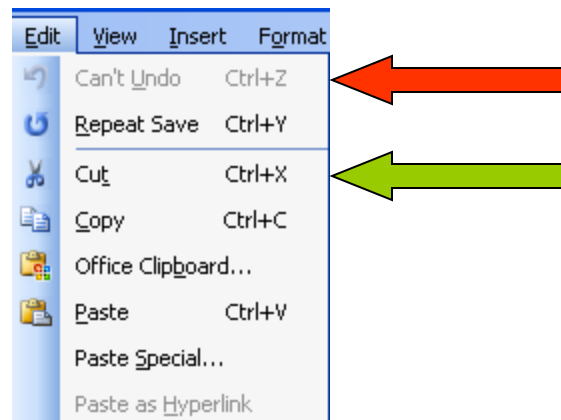 Edit View Insert Format
Can't Undo Ctrl+Z
Repeat Save Ctrl+Y
Cut Ctrl+X
Copy Ctrl+C
Office Clipboard...
Paste Ctrl+V
Paste Special...
Paste as Hyperlink